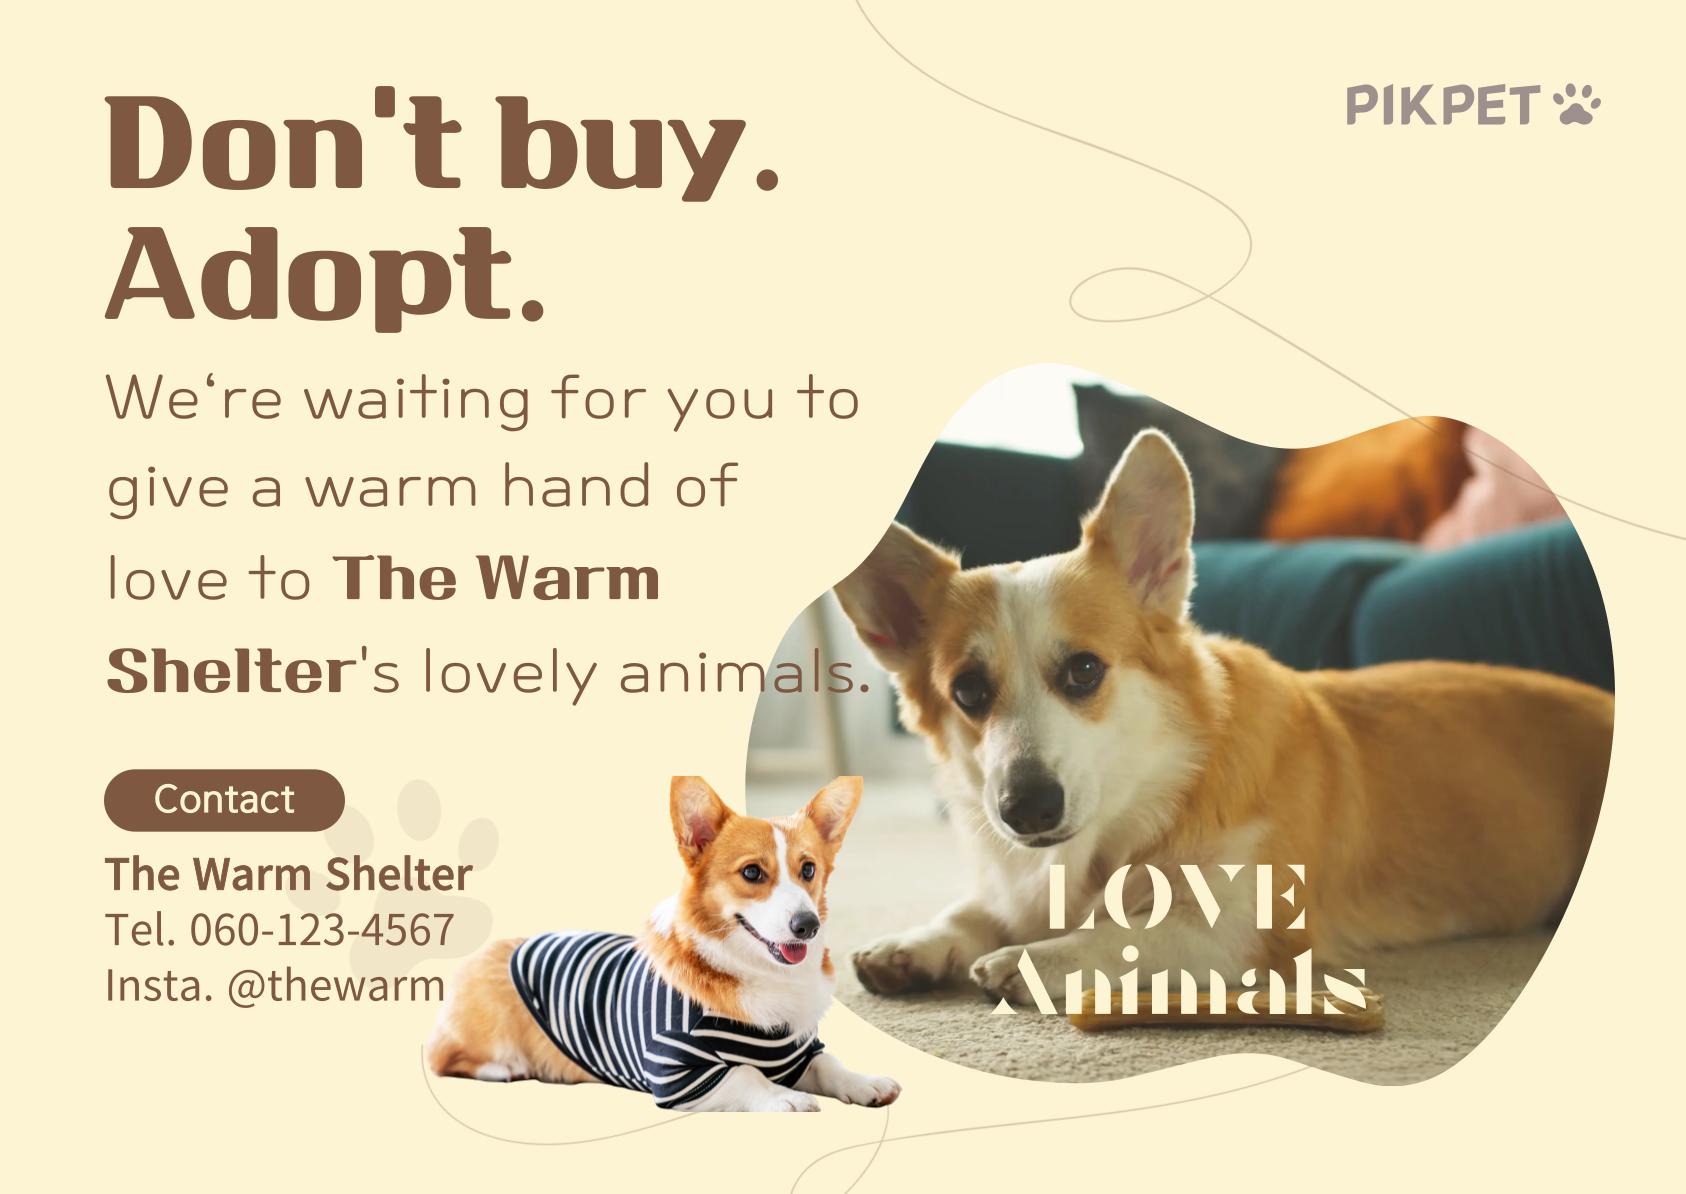 Don't buy.
Adopt.
PIKPET
We‘re waiting for you to
give a warm hand of
love to The Warm
Shelter's lovely animals.
Contact
The Warm Shelter
Tel. 060-123-4567
Insta. @thewarm
LOVE
Animals